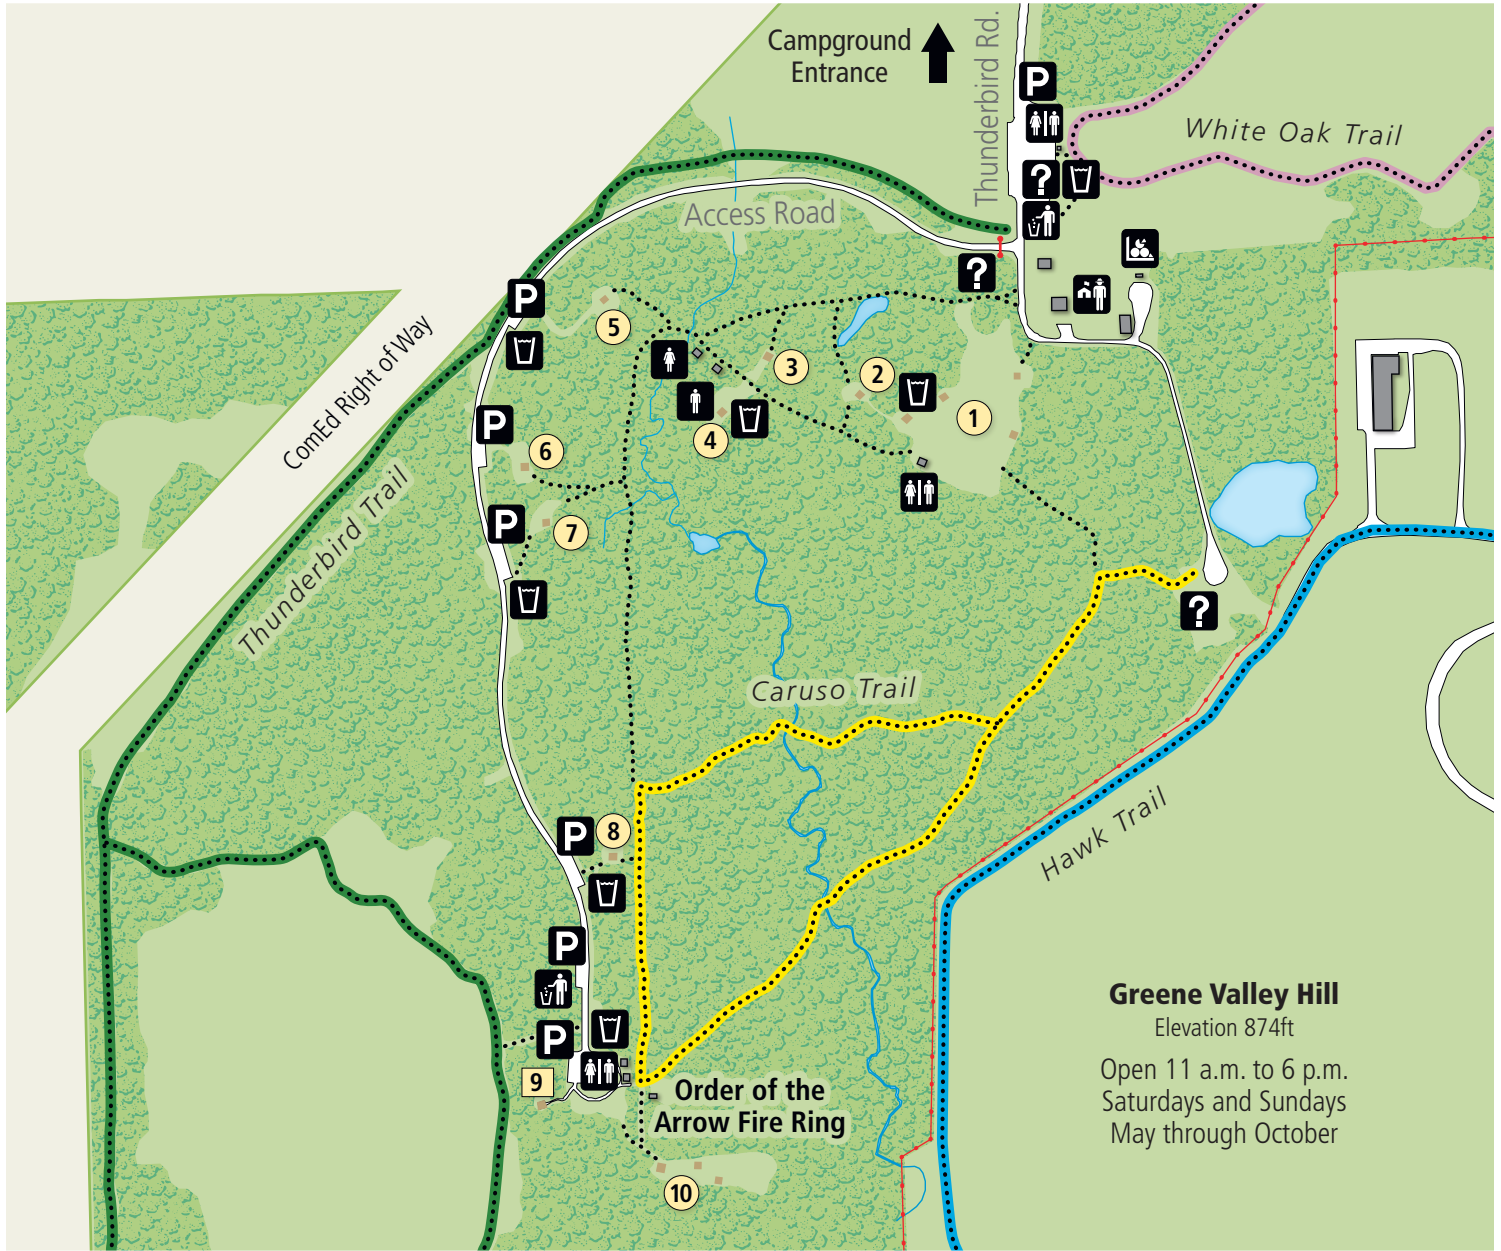 Campground
Entrance
Thunderbird Rd.
P
White Oak Trail
?
Access Road
?
P
5
3
2
1
4
ComEd Right of Way
P
6
Thunderbird Trail
P
7
?
Caruso Trail
P
8
Hawk Trail
P
P
9
Greene Valley Hill
Elevation 874ft
Open 11 a.m. to 6 p.m.
Saturdays and Sundays
May through October
Order of the
Arrow Fire Ring
10